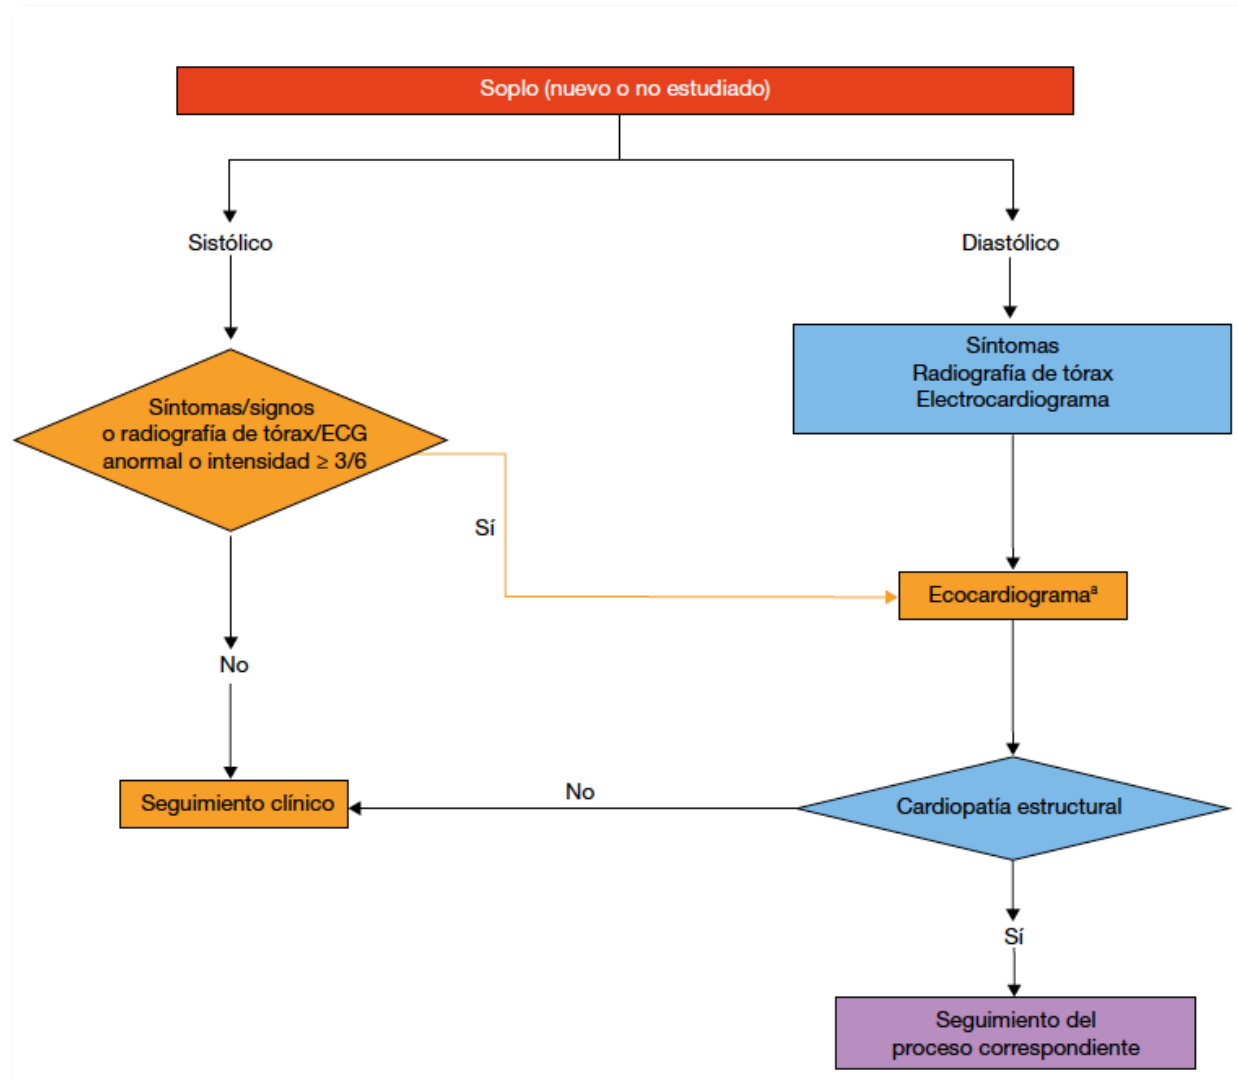 Soplo (nuevo o no estudiado)
Sistólico
Diastólico
Síntomas/signos
o radiografía de tórax/ECG
anormal o intensidad ≥ 3/6
Síntomas
Radiografía de tórax
Electrocardiograma
Sí
Ecocardiogramaª
No
Seguimiento clínico
No
Cardiopatía estructural
Sí
Seguimiento del
proceso correspondiente